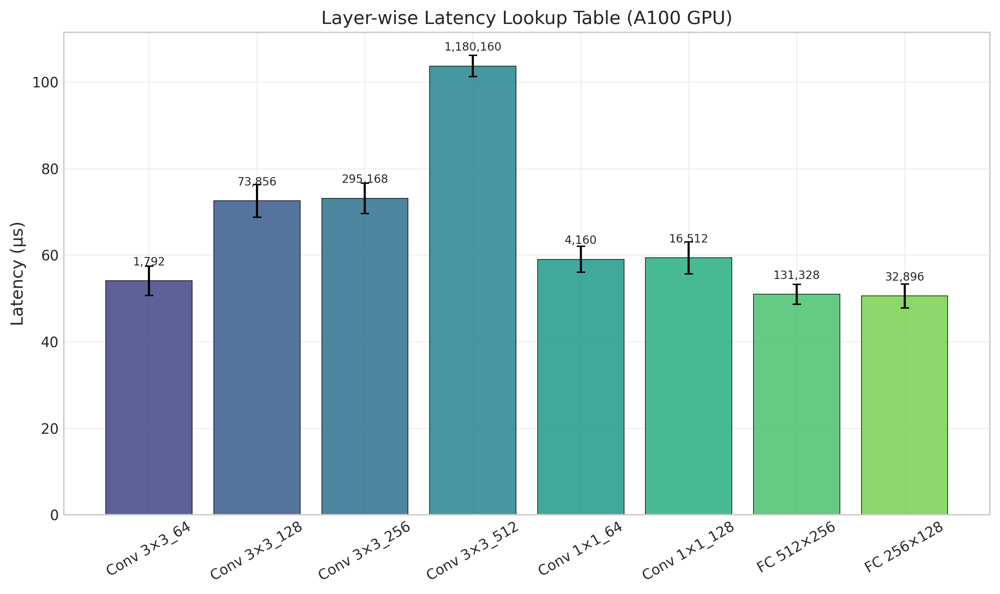 Layer-wise Latency Lookup Table (A100 GPU)
Latency (μs)
100
80
60
40
20
0
1,792
73,856
295,168
1,180,160
4,160
16,512
131,328
32,896
Conv 3×3_64
Conv 3×3_128
Conv 3×3_256
Conv 3×3_512
Conv 1×1_64
Conv 1×1_128
FC 512×256
FC 256×128